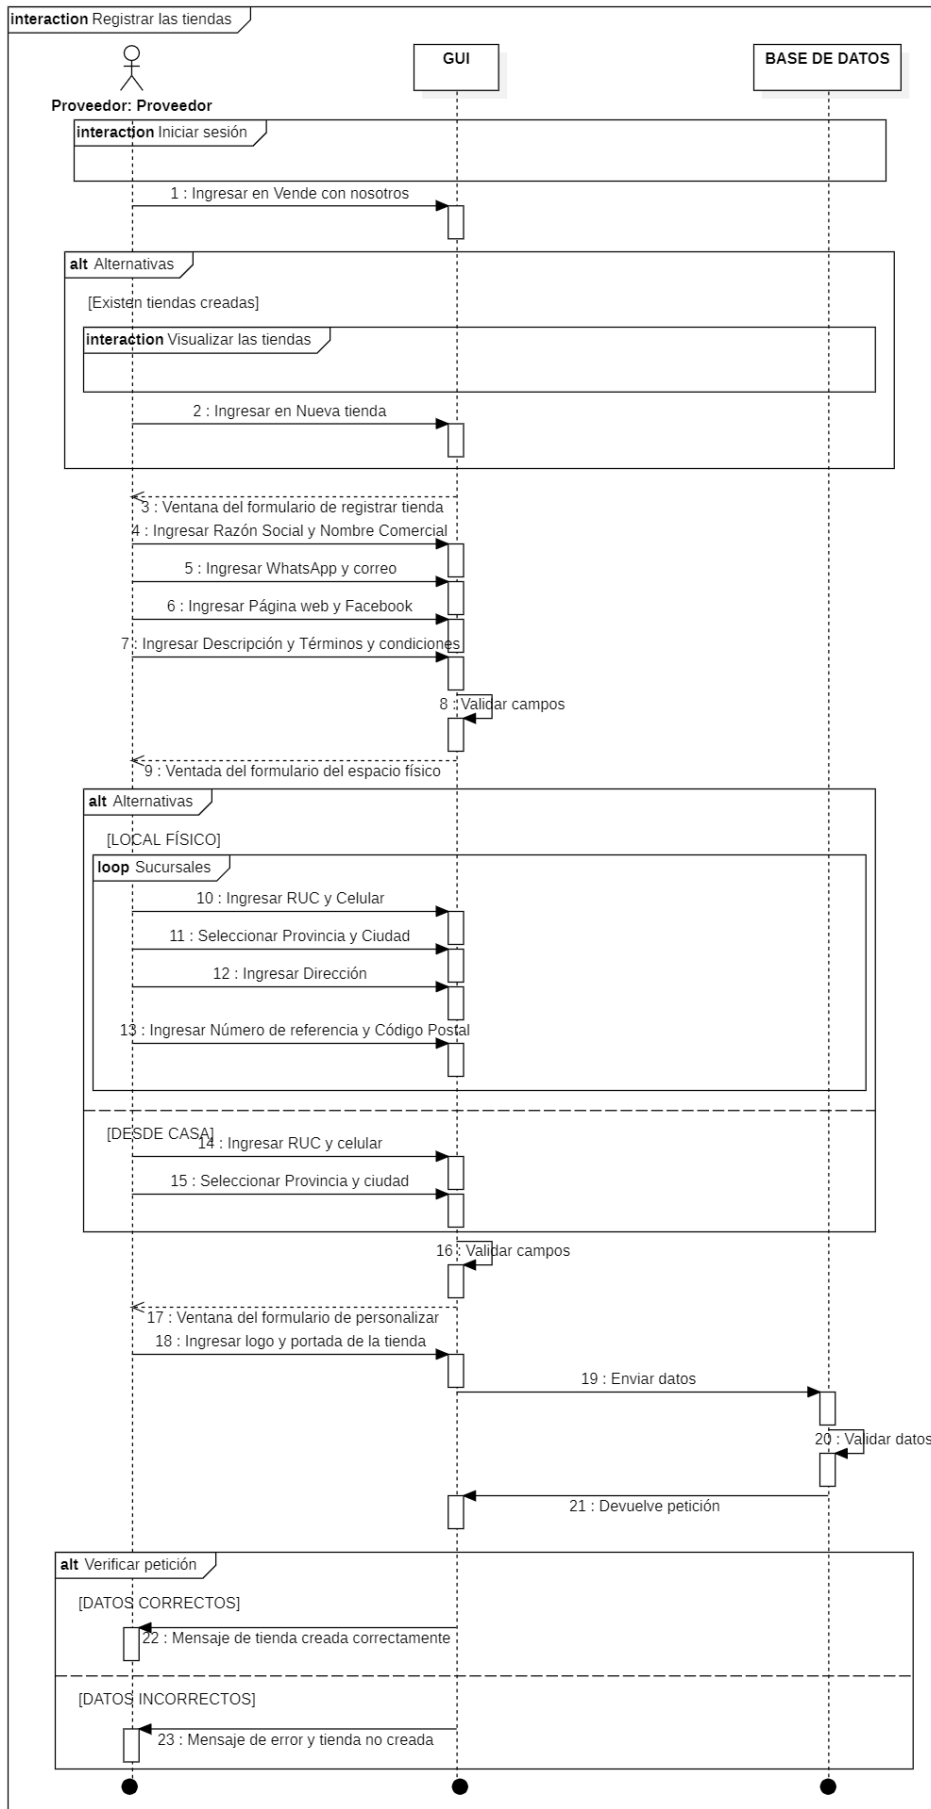 interaction Registrar las tiendas
GUI
BASE DE DATOS
Proveedor: Proveedor
interaction Iniciar sesión
1 : Ingresar en Vende con nosotros
alt Alternativas
[Existen tiendas creadas]
interaction Visualizar las tiendas
2 : Ingresar en Nueva tienda
3 : Ventana del formulario de registrar tienda
4 : Ingresar Razón Social y Nombre Comercial
5 : Ingresar WhatsApp y correo
6 : Ingresar Página web y Facebook
7 : Ingresar Descripción y Términos y condiciones
8 : Validar campos
9 : Ventada del formulario del espacio físico
alt Alternativas
[LOCAL FÍSICO]
loop Sucursales
10 : Ingresar RUC y Celular
11 : Seleccionar Provincia y Ciudad
12 : Ingresar Dirección
13 : Ingresar Número de referencia y Código Postal
[DESDE CASA]
14 : Ingresar RUC y celular
15 : Seleccionar Provincia y ciudad
16 : Validar campos
17 : Ventana del formulario de personalizar
18 : Ingresar logo y portada de la tienda
19 : Enviar datos
20 : Validar datos
21 : Devuelve petición
alt Verificar petición
[DATOS CORRECTOS]
22 : Mensaje de tienda creada correctamente
[DATOS INCORRECTOS]
23 : Mensaje de error y tienda no creada